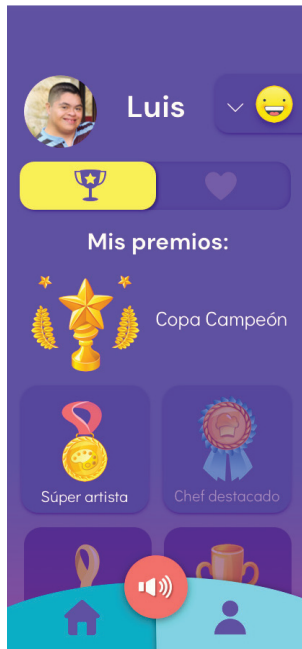 Luis
Mis premios:
Copa Campeón
Súper artista
Chef destacado